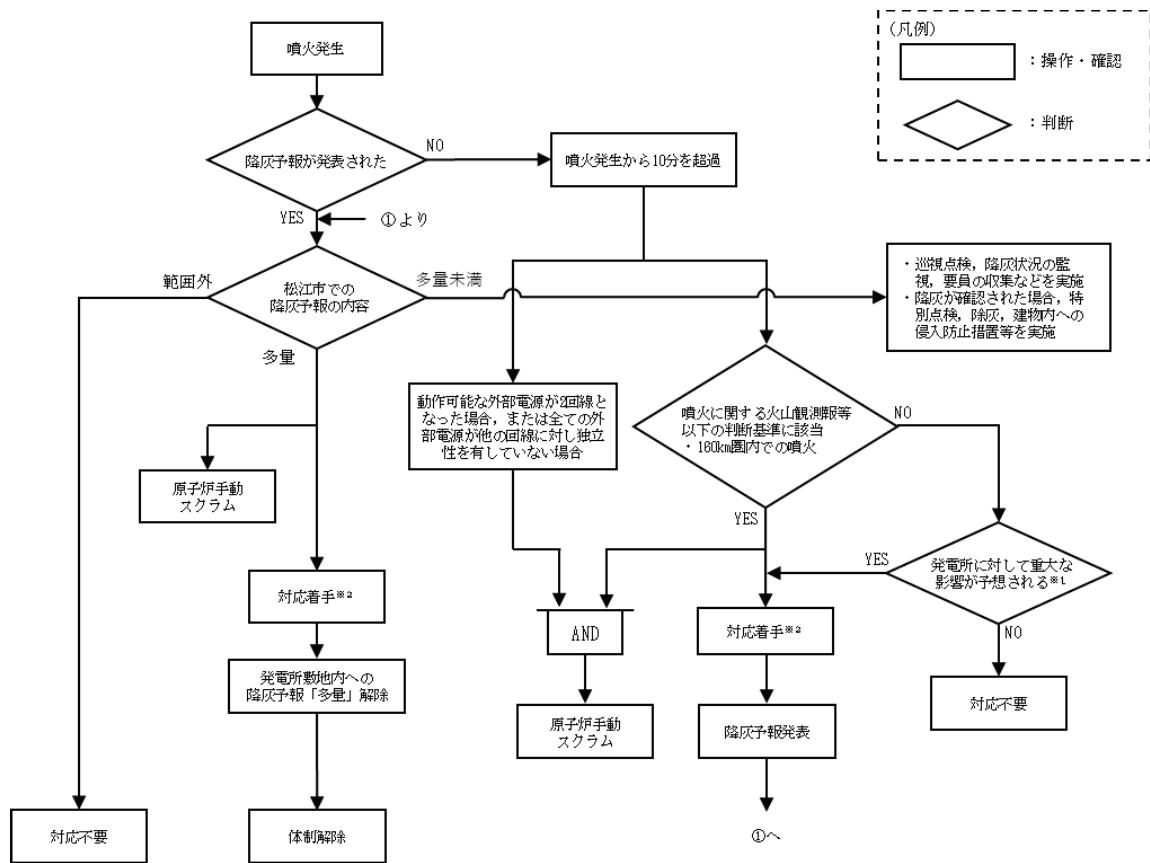 (凡例)
:操作・確認
:判断
噴火発生
降灰予報が発表された
NO
噴火発生から10分を超過
YES
①より
範囲外
松江市での
降灰予報の内容
多量未満
・巡視点検，降灰状況の監
視，要員の収集などを実施
・降灰が確認された場合，特
別点検，除灰，建物内への
侵入防止措置等を実施
多量
動作可能な外部電源が2回線と
なった場合，または全ての外
部電源が他の回線に対し独立
性を有していない場合
噴火に関する火山観測報等
以下の判断基準に該当
・160km圏内での噴火
NO
原子炉手動
スクラム
YES
YES
発電所に対して重大な
影響が予想される※1
対応着手※2
AND
対応着手※2
NO
発電所敷地内への
降灰予報「多量」解除
原子炉手動
スクラム
降灰予報発表
対応不要
対応不要
体制解除
①へ